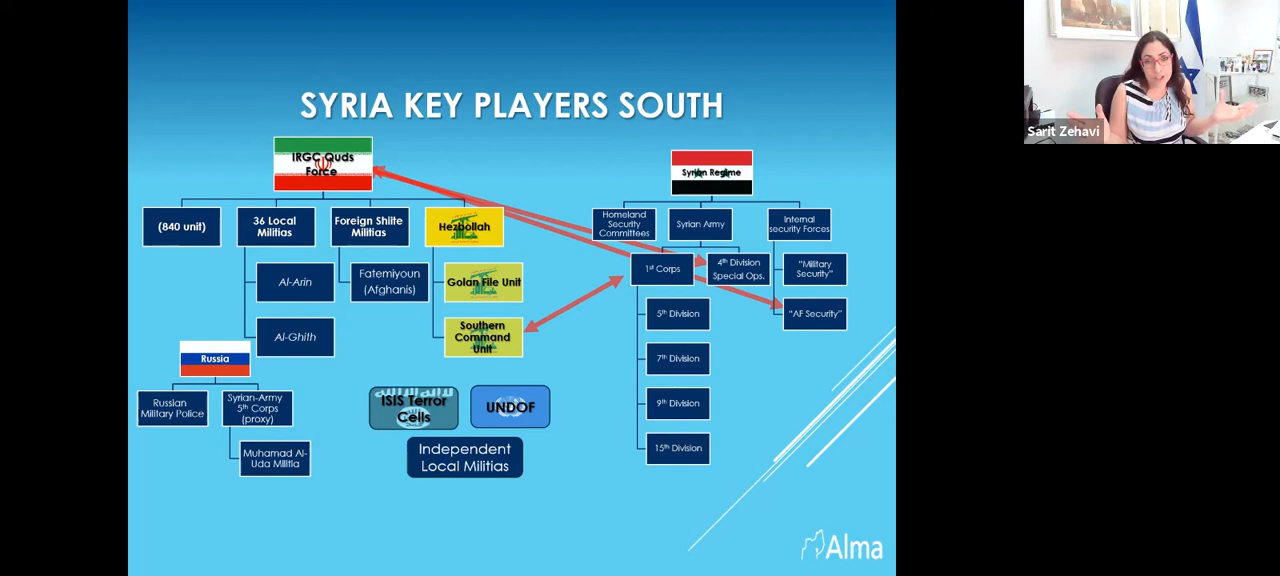 SYRIA KEY PLAYERS SOUTH
IRGC Quds
Force
(840 unit)
36 Local
Militias
Foreign Shiite
Militias
Hezbollah
Al-Arin
Fatemiyoun
(Afghanis)
Golan File Unit
Al-Ghith
Southern
Command
Unit
Russia
Russian
Military Police
Syrian-Army
5th Corps
(proxy)
Muhamad Al-
Uda Militia
ISIS Terror
Cells
UNDOF
Independent
Local Militias
Syrian Regime
Homeland
Security
Committees
Syrian Army
Internal
security Forces
1st Corps
4th Division
Special Ops.
"Military
Security"
5th Division
"AF Security"
7th Division
9th Division
15th Division
Alma
Sarit Zehavi